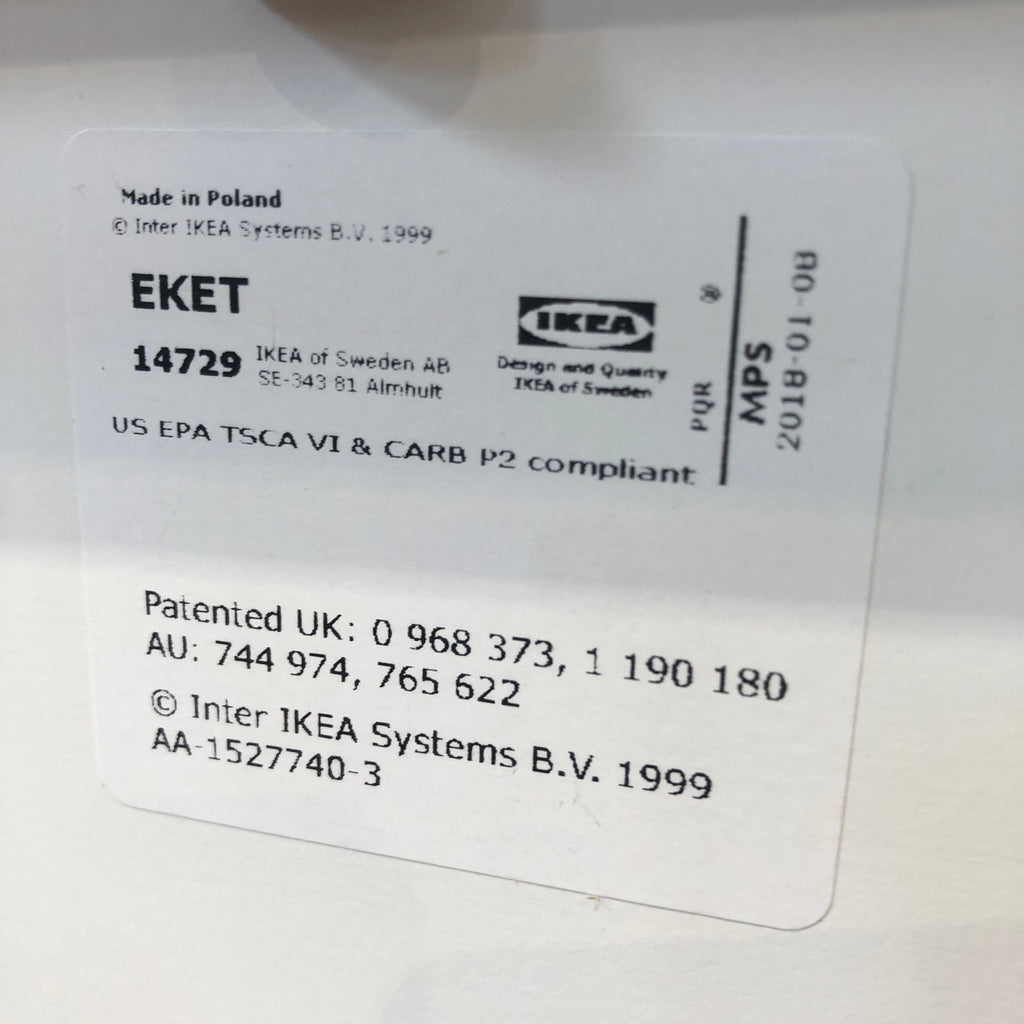 Made in Poland
© Inter IKEA Systems B.V. 1999
EKET
14729
IKEA of Sweden AB
SE-343 81 Almhult
IKEA
®
Design and Quality
IKEA of Sweden
PQR
MPS
2018-01-08
US EPA TSCA VI & CARB P2 compliant
Patented UK: 0 968 373, 1 190 180
AU: 744 974, 765 622
© Inter IKEA Systems B.V. 1999
AA-1527740-3